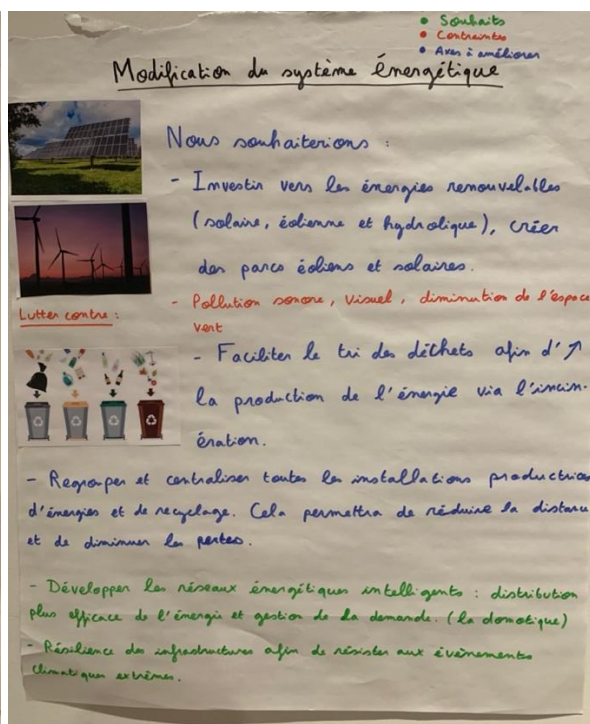 • Souhaits
• Contraintes
• Axes à améliorer
Modification du système énergétique
Nous souhaiterions :
- Investir vers les énergies renouvelables
(solaire, éolienne et hydrolique), créer
des parcs éoliens et solaires.
Lutter contre :
- Pollution sonore, visuel, diminution de l'espace
vert
- Faciliter le tri des déchets afin d'↗
la production de l'énergie via l'incin-
ération.
- Regrouper et centraliser toutes les installations productrices
d'énergies et de recyclage. Cela permettra de réduire la distance
et de diminuer les pertes.
- Développer les réseaux énergétiques intelligents : distribution
plus efficace de l'énergie et gestion de la demande. (la domotique)
- Résilience des infrastructures afin de résister aux évènements
climatiques extrêmes.